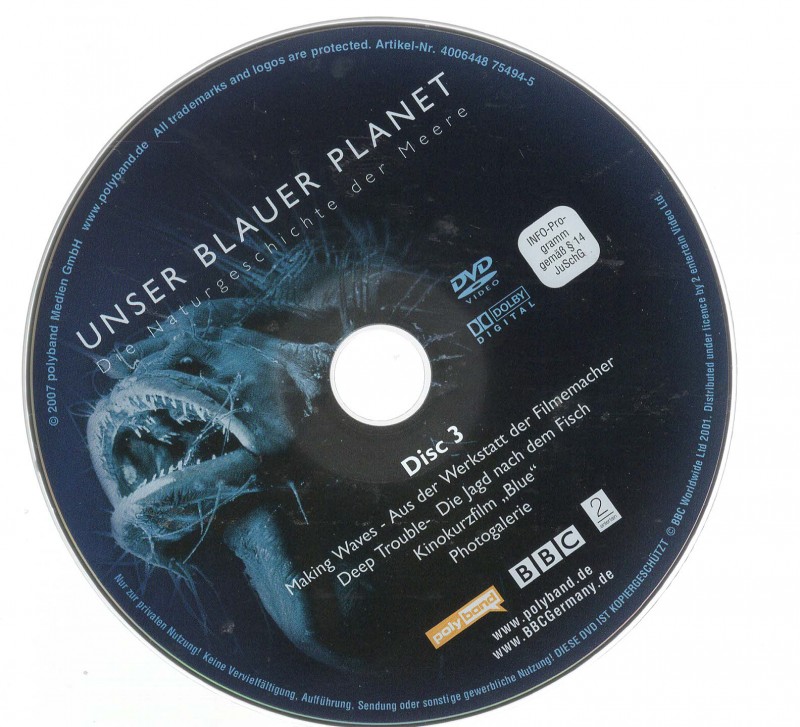 © 2007 polyband Medien GmbH www.polyband.de All trademarks and logos are protected. Artikel-Nr. 4006448 75494-5
UNSER BLAUER PLANET
Die Naturgeschichte der Meere
INFO-Pro-
gramm
gemäß § 14
JuSchG
DVD
VIDEO
DOLBY
DIGITAL
Disc 3
Making Waves - Aus der Werkstatt der Filmemacher
Deep Trouble- Die Jagd nach dem Fisch
Kinokurzfilm „Blue“
Photogalerie
polyband
BBC
2
entertain
www.polyband.de
www.BBCGermany.de
Nur zur privaten Nutzung! Keine Vervielfältigung, Aufführung, Sendung oder sonstige gewerbliche Nutzung! DIESE DVD IST KOPIERGESCHÜTZT © BBC Worldwide Ltd 2001. Distributed under licence by 2 entertain Video Ltd.